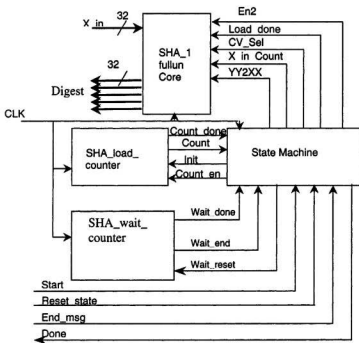 X_in
32
SHA_1
fullun
Core
En2
Load_done
CV_Sel
X_in Count
YY2XX
32
Digest
CLK
SHA_load_
counter
Count_done
Count
Init
Count_en
State Machine
SHA_wait_
counter
Wait_done
Wait_end
Wait_reset
Start
Reset_state
End_msg
Done